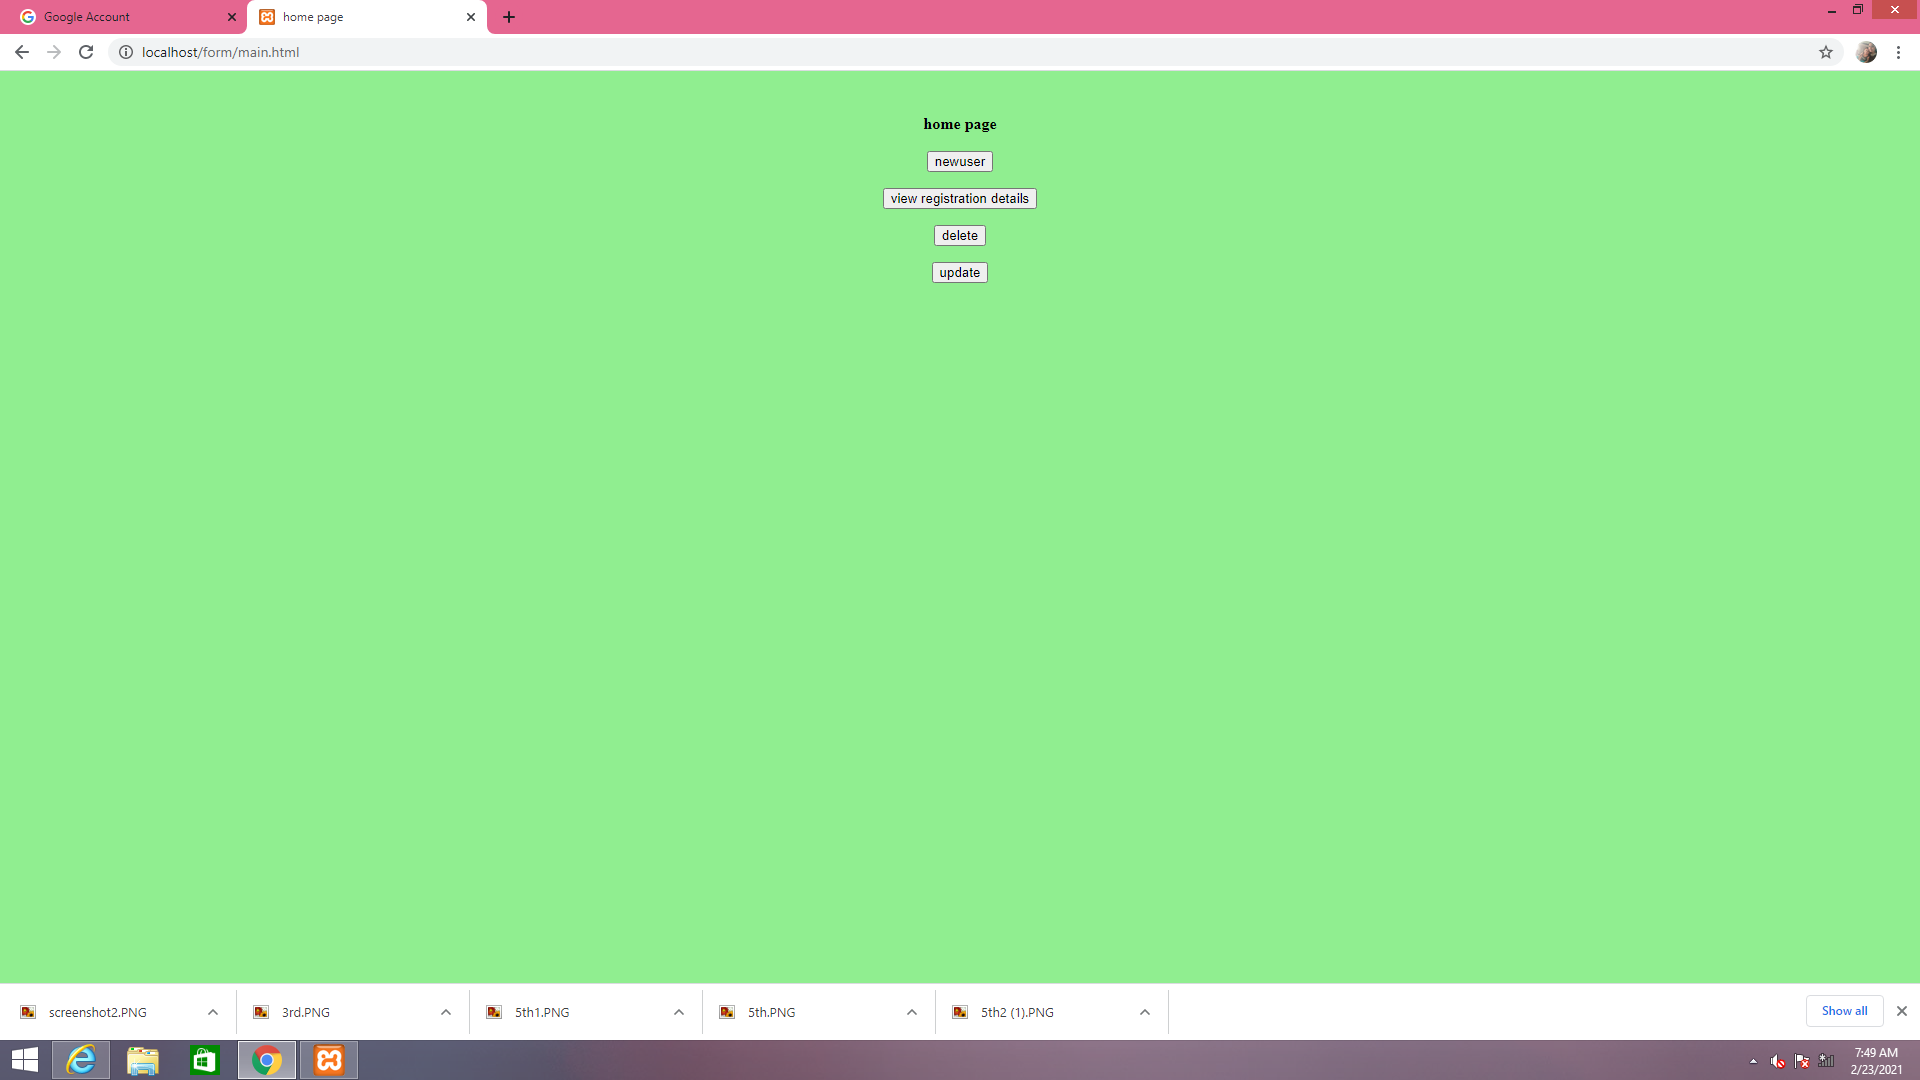 Google Account
home page
localhost/form/main.html
home page
newuser
view registration details
delete
update
screenshot2.PNG
3rd.PNG
5th1.PNG
5th.PNG
5th2 (1).PNG
Show all
7:49 AM
2/23/2021